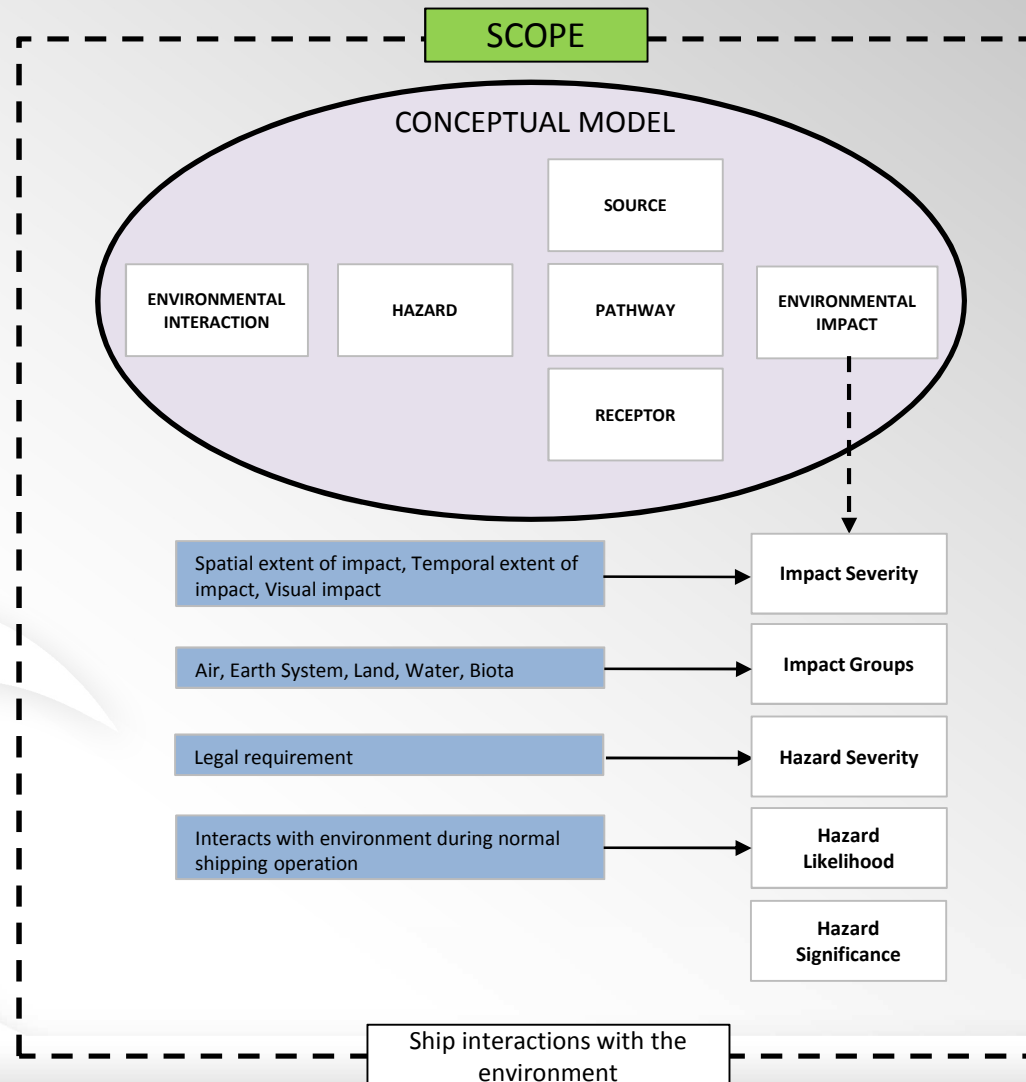 SCOPE
CONCEPTUAL MODEL
SOURCE
ENVIRONMENTAL
INTERACTION
HAZARD
PATHWAY
ENVIRONMENTAL
IMPACT
RECEPTOR
Spatial extent of impact, Temporal extent of
impact, Visual impact
Impact Severity
Air, Earth System, Land, Water, Biota
Impact Groups
Legal requirement
Hazard Severity
Interacts with environment during normal
shipping operation
Hazard
Likelihood
Hazard
Significance
Ship interactions with the
environment